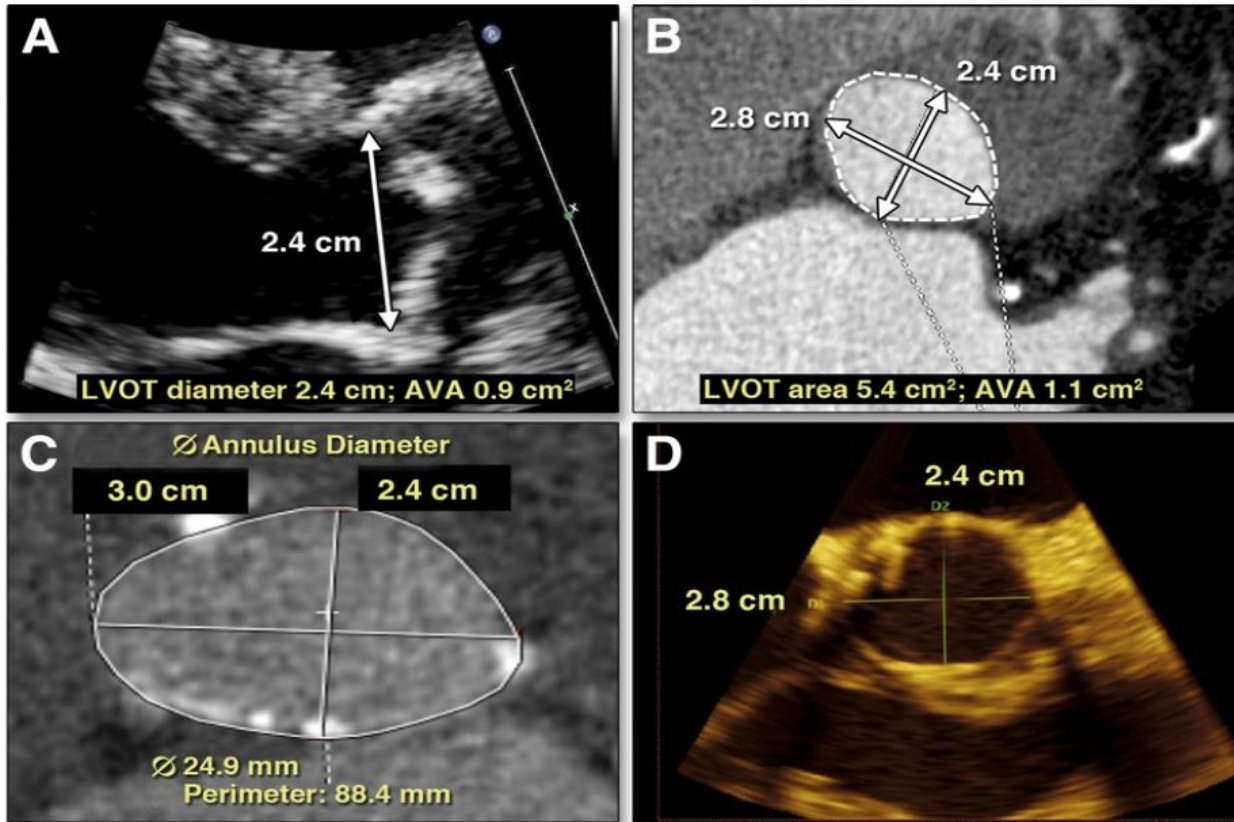 A
2.4 cm
LVOT diameter 2.4 cm; AVA 0.9 cm²
B
2.4 cm
2.8 cm
LVOT area 5.4 cm²; AVA 1.1 cm²
C
∅ Annulus Diameter
3.0 cm
2.4 cm
∅ 24.9 mm
Perimeter: 88.4 mm
D
2.4 cm
D2
2.8 cm
D1